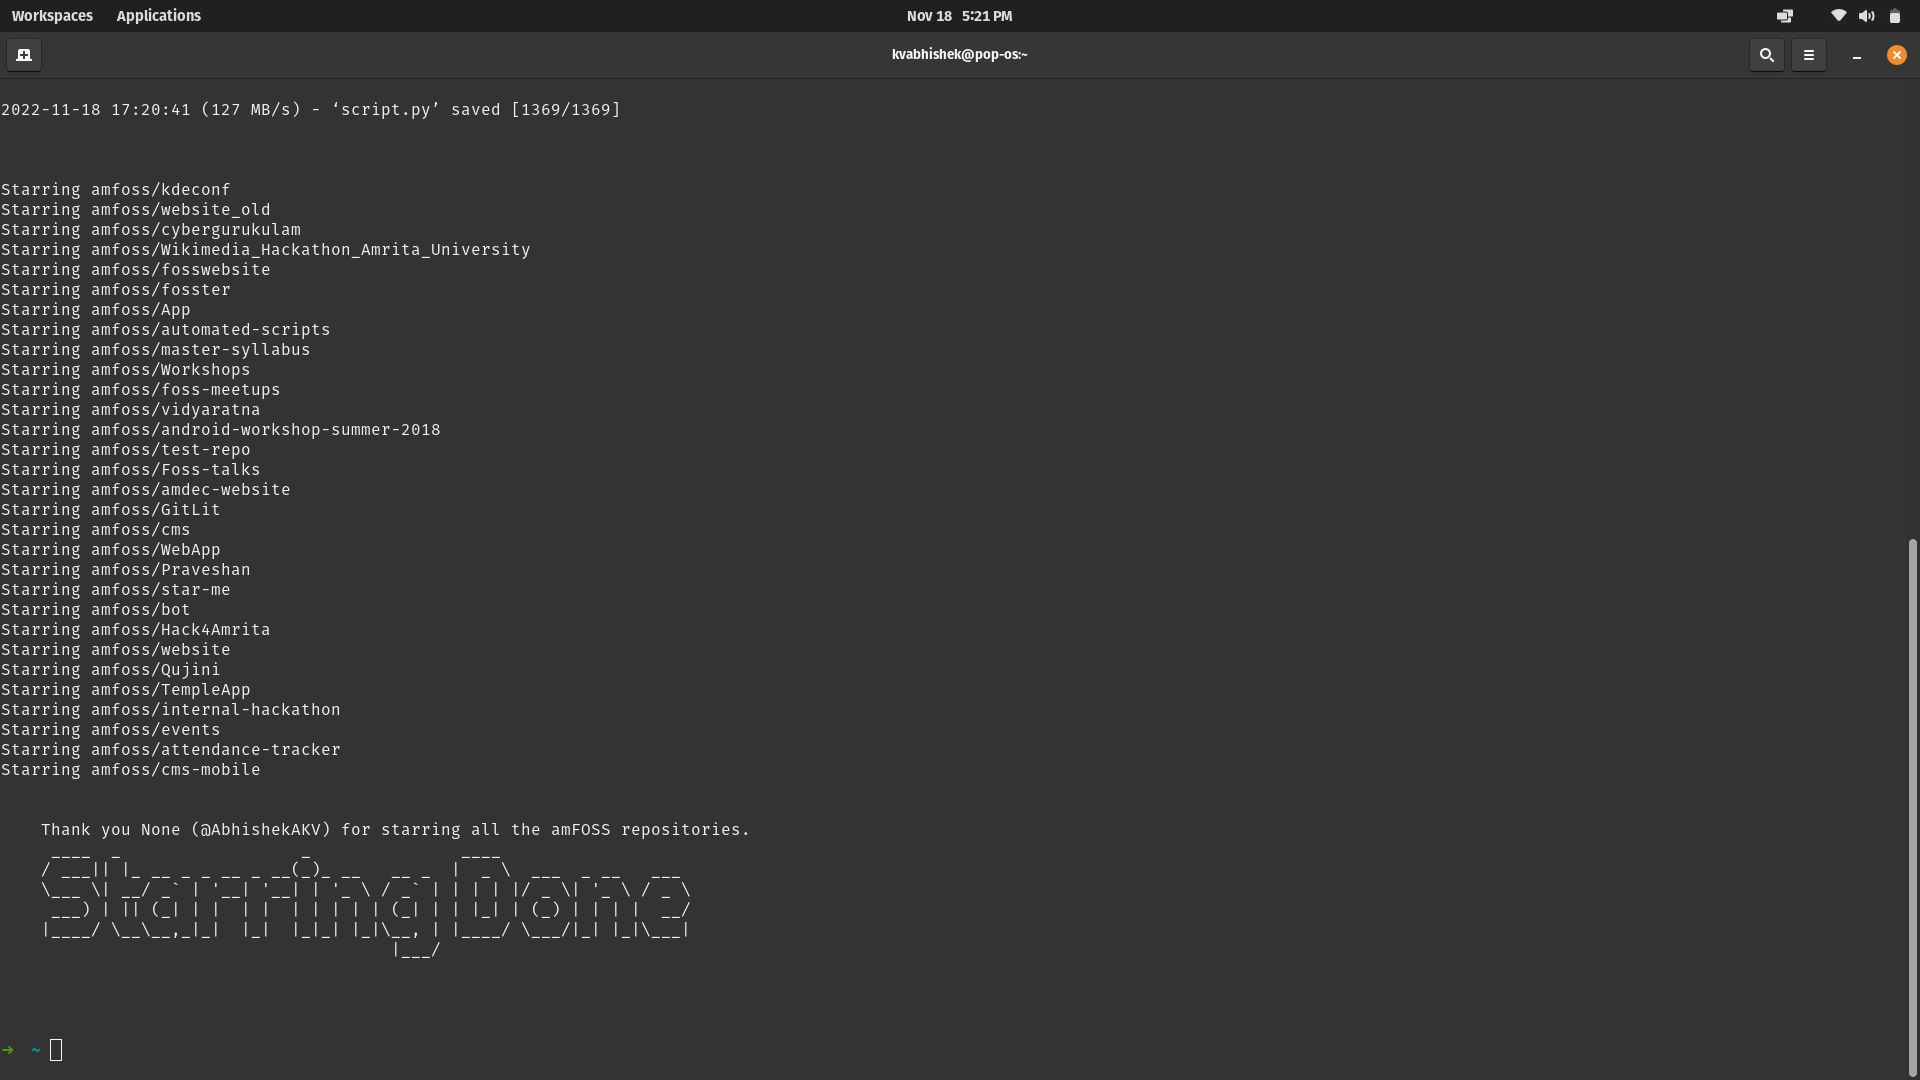 Workspaces Applications Nov 18 5:21 PM
kvabhishek@pop-os:~
2022-11-18 17:20:41 (127 MB/s) - ‘script.py’ saved [1369/1369]
Starring amfoss/kdeconf
Starring amfoss/website_old
Starring amfoss/cybergurukulam
Starring amfoss/Wikimedia_Hackathon_Amrita_University
Starring amfoss/fosswebsite
Starring amfoss/fosster
Starring amfoss/App
Starring amfoss/automated-scripts
Starring amfoss/master-syllabus
Starring amfoss/Workshops
Starring amfoss/foss-meetups
Starring amfoss/vidyaratna
Starring amfoss/android-workshop-summer-2018
Starring amfoss/test-repo
Starring amfoss/Foss-talks
Starring amfoss/amdec-website
Starring amfoss/GitLit
Starring amfoss/cms
Starring amfoss/WebApp
Starring amfoss/Praveshan
Starring amfoss/star-me
Starring amfoss/bot
Starring amfoss/Hack4Amrita
Starring amfoss/website
Starring amfoss/Qujini
Starring amfoss/TempleApp
Starring amfoss/internal-hackathon
Starring amfoss/events
Starring amfoss/attendance-tracker
Starring amfoss/cms-mobile
Thank you None (@AbhishekAKV) for starring all the amFOSS repositories.
Starring Done
➜ ~